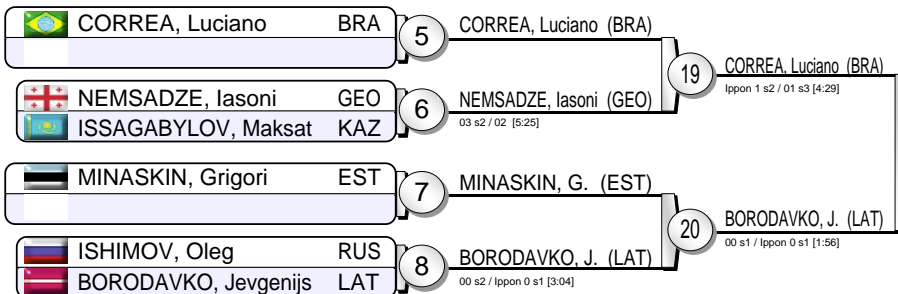 CORREA, Luciano BRA
5
CORREA, Luciano (BRA)
NEMSADZE, Iasoni GEO
ISSAGABYLOV, Maksat KAZ
6
NEMSADZE, Iasoni (GEO)
03 s2 / 02 [5:25]
19
CORREA, Luciano (BRA)
Ippon 1 s2 / 01 s3 [4:29]
MINASKIN, Grigori EST
7
MINASKIN, G. (EST)
ISHIMOV, Oleg RUS
BORODAVKO, Jevgenijs LAT
8
BORODAVKO, J. (LAT)
00 s2 / Ippon 0 s1 [3:04]
20
BORODAVKO, J. (LAT)
00 s1 / Ippon 0 s1 [1:56]